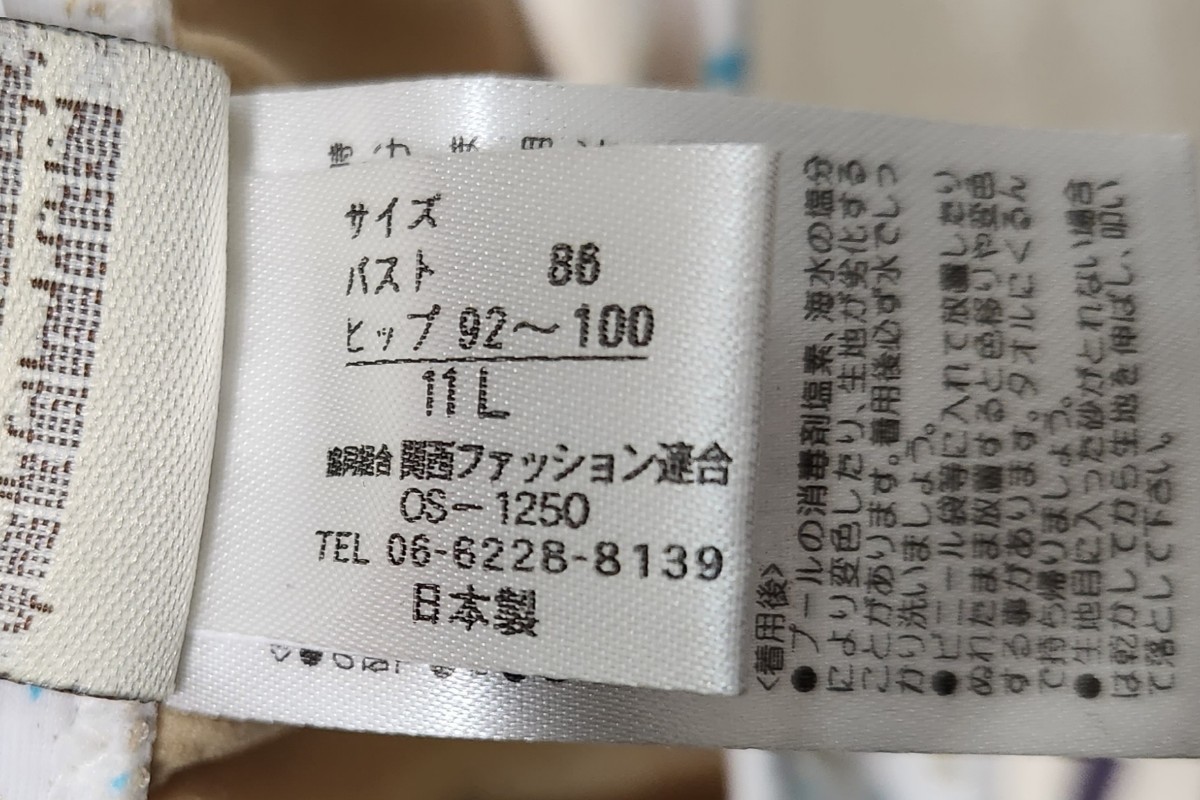 サイズ
バスト 86
ヒップ 92～100
11L
協同組合 関西ファッション連合
OS-1250
TEL 06-6228-8139
日本製
<着用後>
●プールの消毒剤塩素、海水の塩分
により変色したり、生地が劣化する
ことがあります。着用後必ず水でしっ
かり洗いましょう。
●ビニール袋等に入れて放置したり
ぬれたまま放置すると色移りや変色
する事があります。タオルにくるん
で持ち帰りましょう。
●生地目に入った砂がとれない場合
は乾かしてから生地を伸ばし、叩い
て落として下さい。